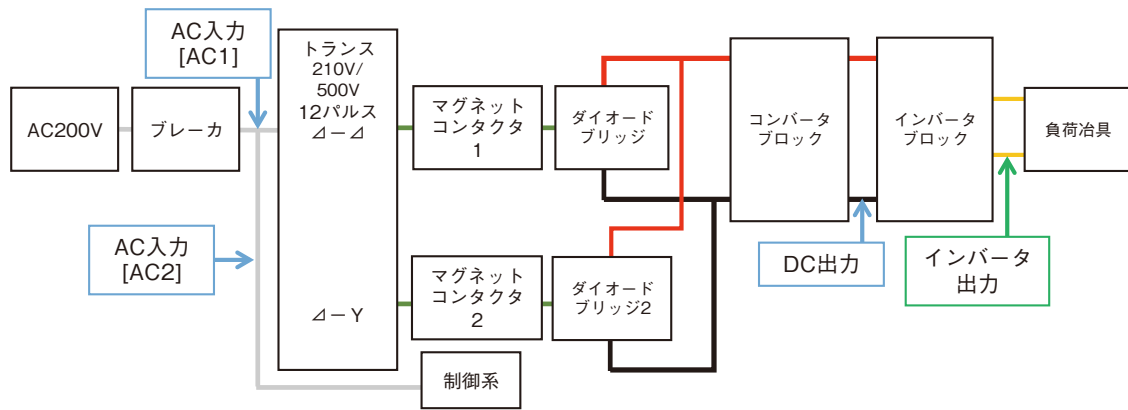 AC入力
[AC1]
トランス
210V/
500V
12パルス
⊿－⊿
AC200V
ブレーカ
マグネット
コンタクタ
1
ダイオード
ブリッジ
コンバータ
ブロック
インバータ
ブロック
負荷冶具
AC入力
[AC2]
⊿－Y
マグネット
コンタクタ
2
ダイオード
ブリッジ2
DC出力
インバータ
出力
制御系